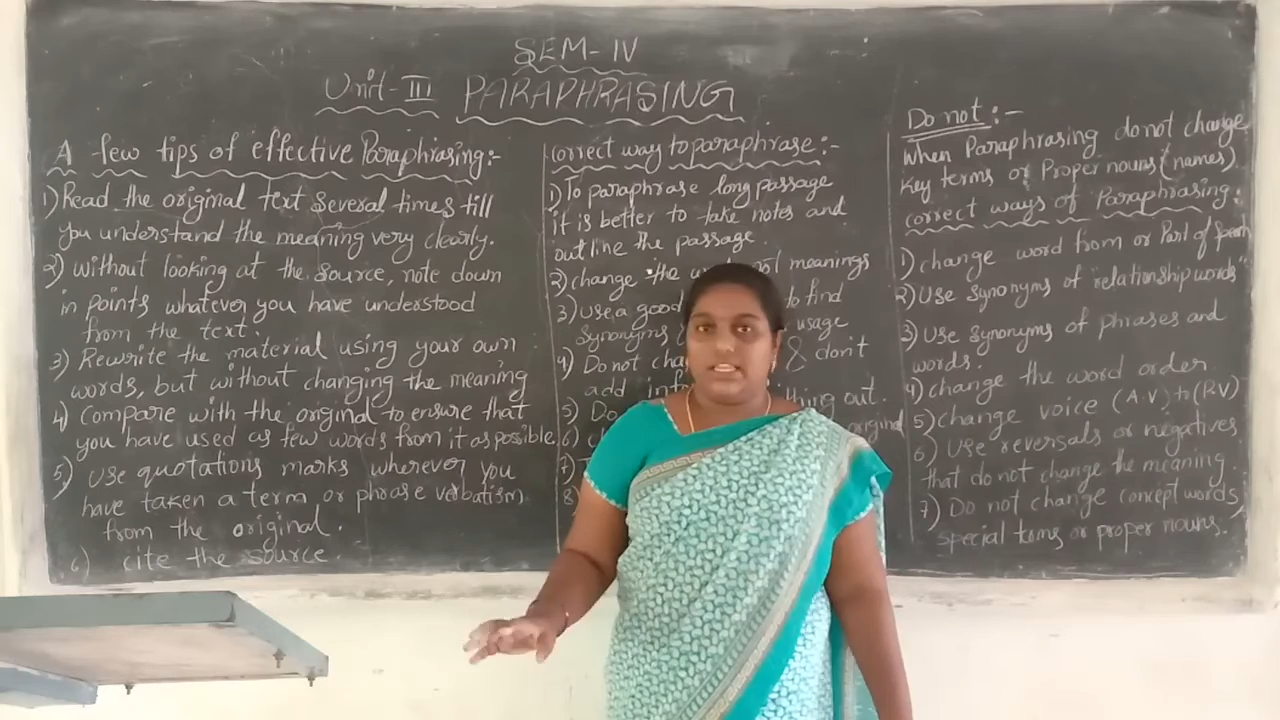 SEM-IV
Unit-III PARAPHRASING
A few tips of effective Paraphrasing:-
1) Read the original text several times till
you understand the meaning very clearly.
2) without looking at the source, note down
in points whatever you have understood
from the text.
3) Rewrite the material using your own
words, but without changing the meaning
4) Compare with the original to ensure that
you have used as few words from it as possible
5) Use quotations marks wherever you
have taken a term or phrase verbatism
from the original.
6) cite the source.
correct way to paraphrase:-
1) To paraphrase long passage
it is better to take notes and
outline the passage.
2) change the not meanings
3) Use a good to find
Synonyms usage
4) Do not & don't
add out.
5) Do
6) original
7)
8)
Do not:-
when Paraphrasing do not change
key terms or Proper nouns (names)
correct ways of Paraphrasing:
1) change word from or Part of
2) Use Synonyms of "relationship words"
3) Use Synonyms of phrases and
words.
4) change the word order
5) change voice (A.V) to (P.V)
6) Use reversals or negatives
that do not change the meaning.
7) Do not change concept words,
special terms or proper nouns.